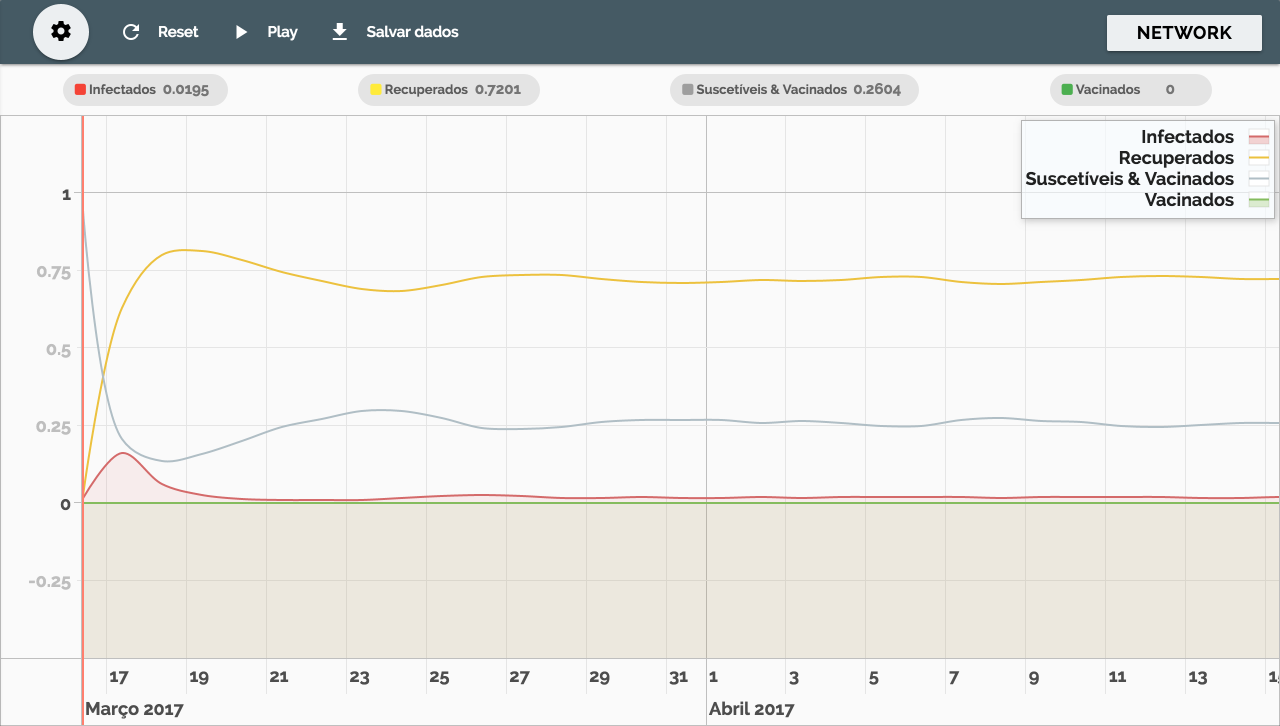 Reset Play Salvar dados NETWORK
Infectados 0.0195 Recuperados 0.7201 Suscetíveis & Vacinados 0.2604 Vacinados 0
Infectados
Recuperados
Suscetíveis & Vacinados
Vacinados
1
0.75
0.5
0.25
0
-0.25
17 19 21 23 25 27 29 31 1 3 5 7 9 11 13
Março 2017 Abril 2017